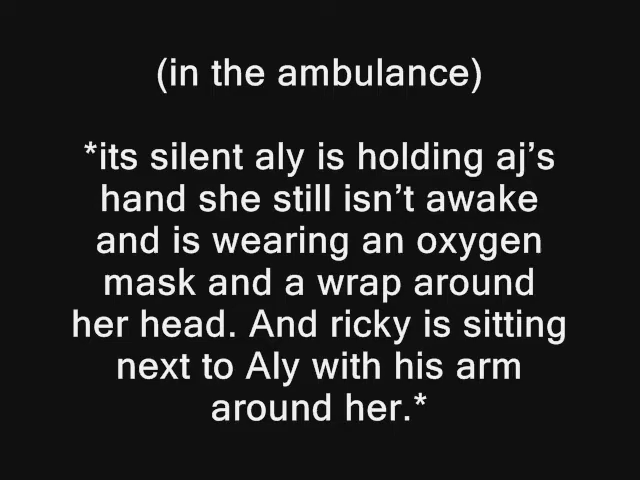 (in the ambulance)
*its silent aly is holding aj’s
hand she still isn’t awake
and is wearing an oxygen
mask and a wrap around
her head. And ricky is sitting
next to Aly with his arm
around her.*